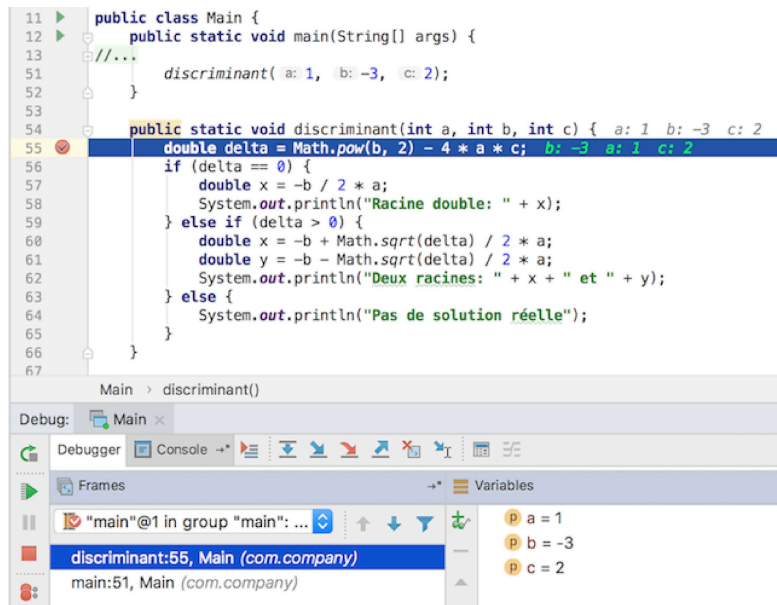 11 public class Main {
12 public static void main(String[] args) {
13 //...
51 discriminant( a: 1, b: -3, c: 2);
52 }
53
54 public static void discriminant(int a, int b, int c) { a: 1 b: -3 c: 2
55 double delta = Math.pow(b, 2) - 4 * a * c; b: -3 a: 1 c: 2
56 if (delta == 0) {
57 double x = -b / 2 * a;
58 System.out.println("Racine double: " + x);
59 } else if (delta > 0) {
60 double x = -b + Math.sqrt(delta) / 2 * a;
61 double y = -b - Math.sqrt(delta) / 2 * a;
62 System.out.println("Deux racines: " + x + " et " + y);
63 } else {
64 System.out.println("Pas de solution réelle");
65 }
66 }
67
Main › discriminant()
Debug: Main ×
Debugger Console
Frames
Variables
"main"@1 in group "main": ...
discriminant:55, Main (com.company)
main:51, Main (com.company)
p a = 1
p b = -3
p c = 2